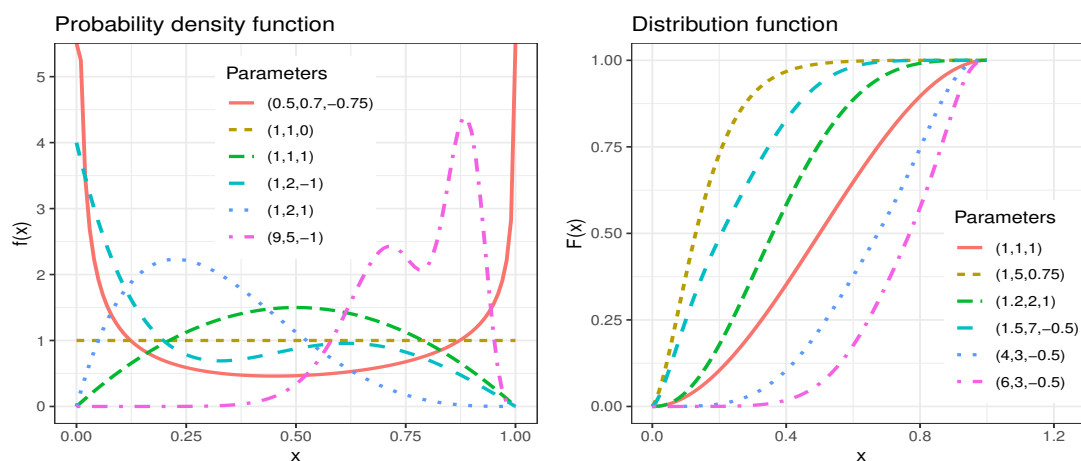 Probability density function
f(x)
5
4
3
2
1
0
Parameters
(0.5,0.7,−0.75)
(1,1,0)
(1,1,1)
(1,2,−1)
(1,2,1)
(9,5,−1)
0.00 0.25 0.50 0.75 1.00
x
Distribution function
F(x)
1.00
0.75
0.50
0.25
0.00
Parameters
(1,1,1)
(1,5,0.75)
(1.2,2,1)
(1.5,7,−0.5)
(4,3,−0.5)
(6,3,−0.5)
0.0 0.4 0.8 1.2
x